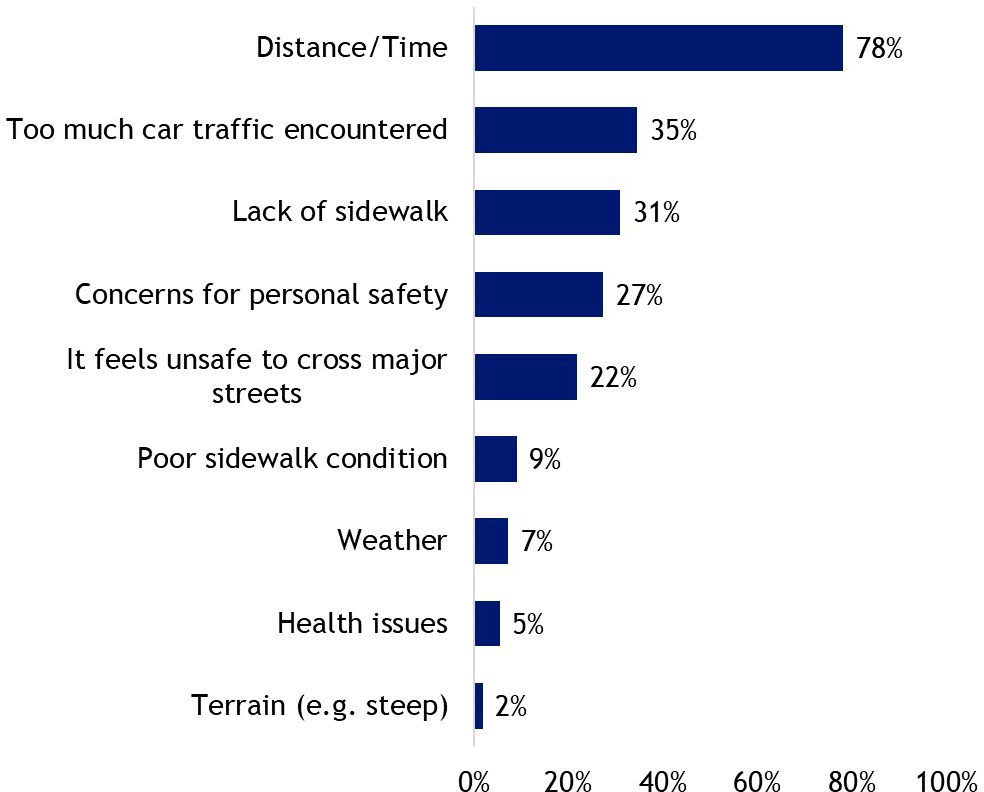 Distance/Time 78%
Too much car traffic encountered 35%
Lack of sidewalk 31%
Concerns for personal safety 27%
It feels unsafe to cross major
streets 22%
Poor sidewalk condition 9%
Weather 7%
Health issues 5%
Terrain (e.g. steep) 2%
0% 20% 40% 60% 80% 100%